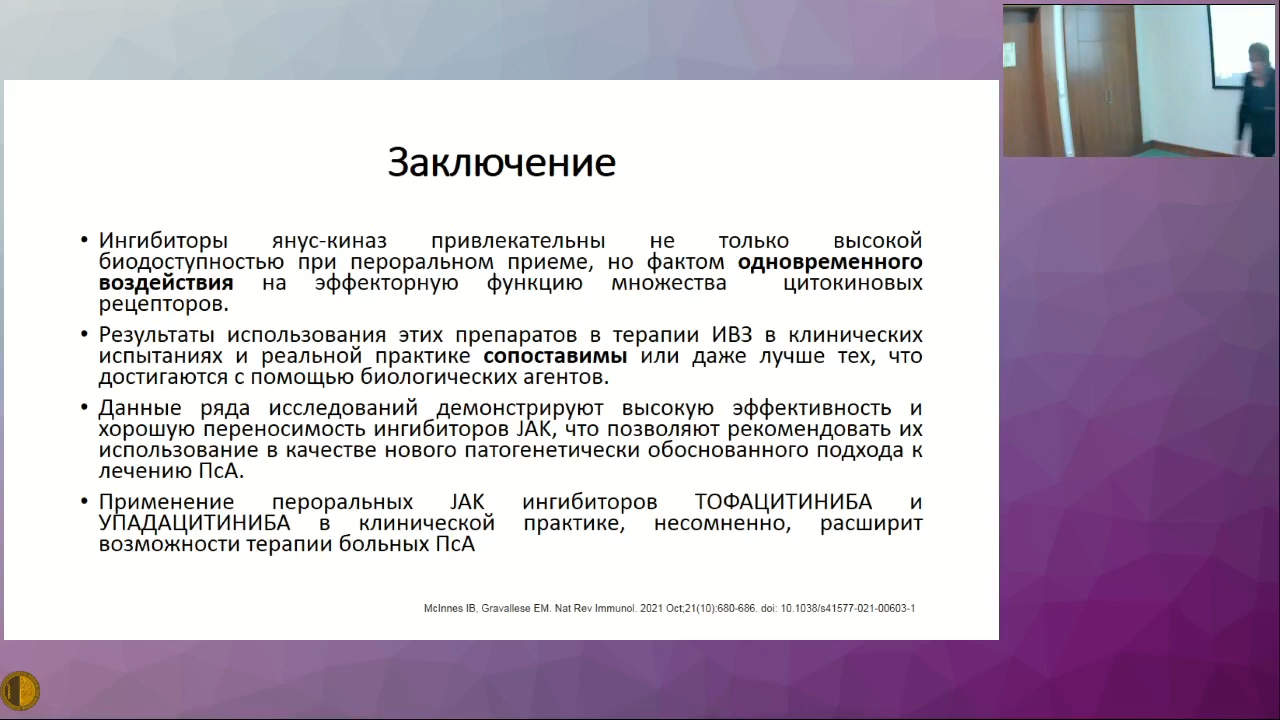 Заключение
• Ингибиторы янус-киназ привлекательны не только высокой
биодоступностью при пероральном приеме, но фактом одновременного
воздействия на эффекторную функцию множества цитокиновых
рецепторов.
• Результаты использования этих препаратов в терапии ИВЗ в клинических
испытаниях и реальной практике сопоставимы или даже лучше тех, что
достигаются с помощью биологических агентов.
• Данные ряда исследований демонстрируют высокую эффективность и
хорошую переносимость ингибиторов JAK, что позволяют рекомендовать их
использование в качестве нового патогенетически обоснованного подхода к
лечению ПсА.
• Применение пероральных JAK ингибиторов ТОФАЦИТИНИБА и
УПАДАЦИТИНИБА в клинической практике, несомненно, расширит
возможности терапии больных ПсА
McInnes IB, Gravallese EM. Nat Rev Immunol. 2021 Oct;21(10):680-686. doi: 10.1038/s41577-021-00603-1